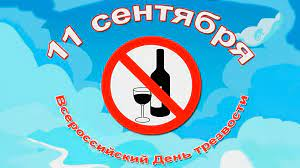 11 сентября
Всероссийский День трезвости